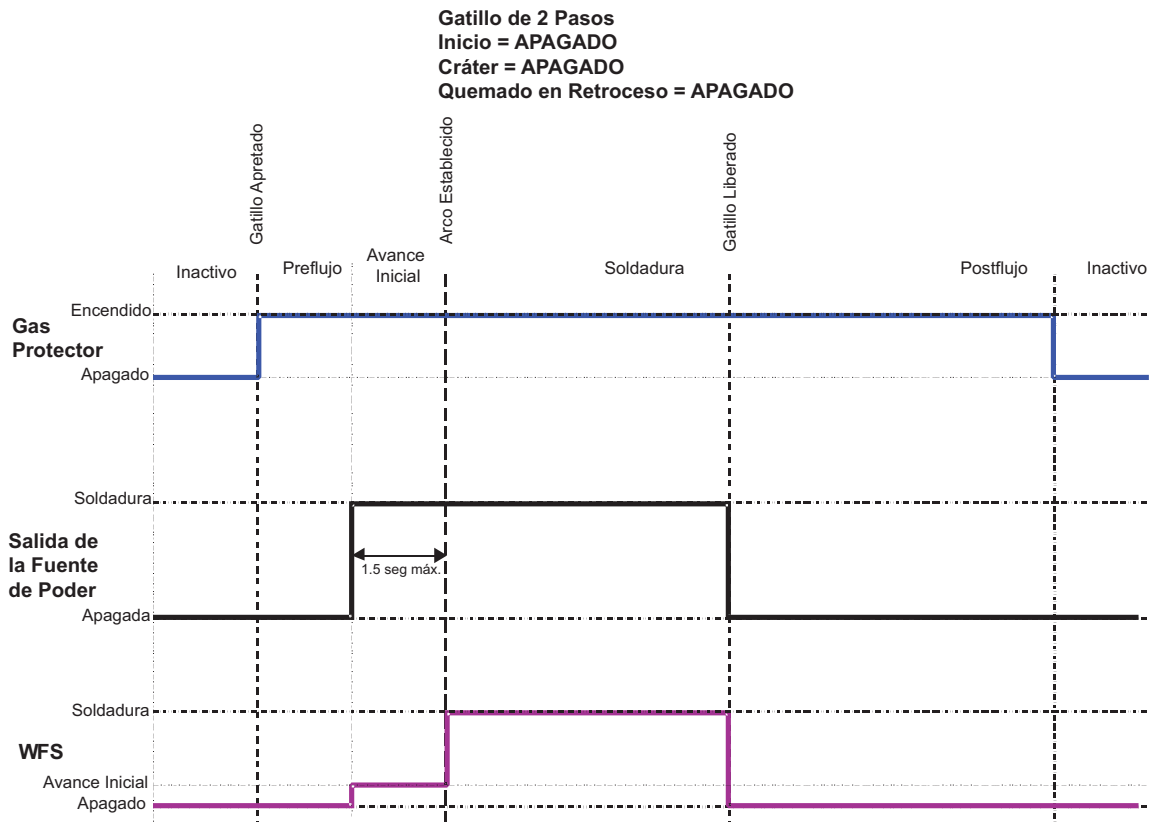 Gatillo de 2 Pasos
Inicio = APAGADO
Cráter = APAGADO
Quemado en Retroceso = APAGADO
Gatillo Apretado
Arco Establecido
Gatillo Liberado
Inactivo
Preflujo
Avance
Inicial
Soldadura
Postflujo
Inactivo
Gas
Protector
Encendido
Apagado
Salida de
la Fuente
de Poder
Soldadura
1.5 seg máx.
Apagada
WFS
Soldadura
Avance Inicial
Apagado